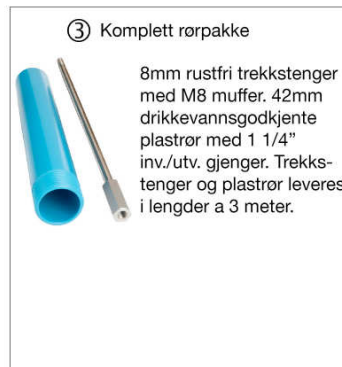 ③ Komplett rørpakke
8mm rustfri trekkstenger
med M8 muffer. 42mm
drikkevannsgodkjente
plastrør med 1 1/4”
inv./utv. gjenger. Trekks-
tenger og plastrør leveres
i lengder a 3 meter.